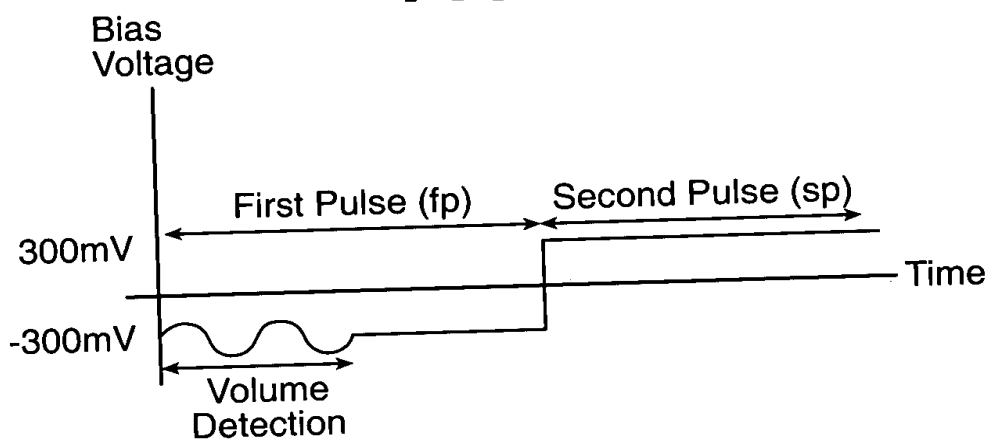 Bias
Voltage
First Pulse (fp)
Second Pulse (sp)
300mV
Time
-300mV
Volume
Detection